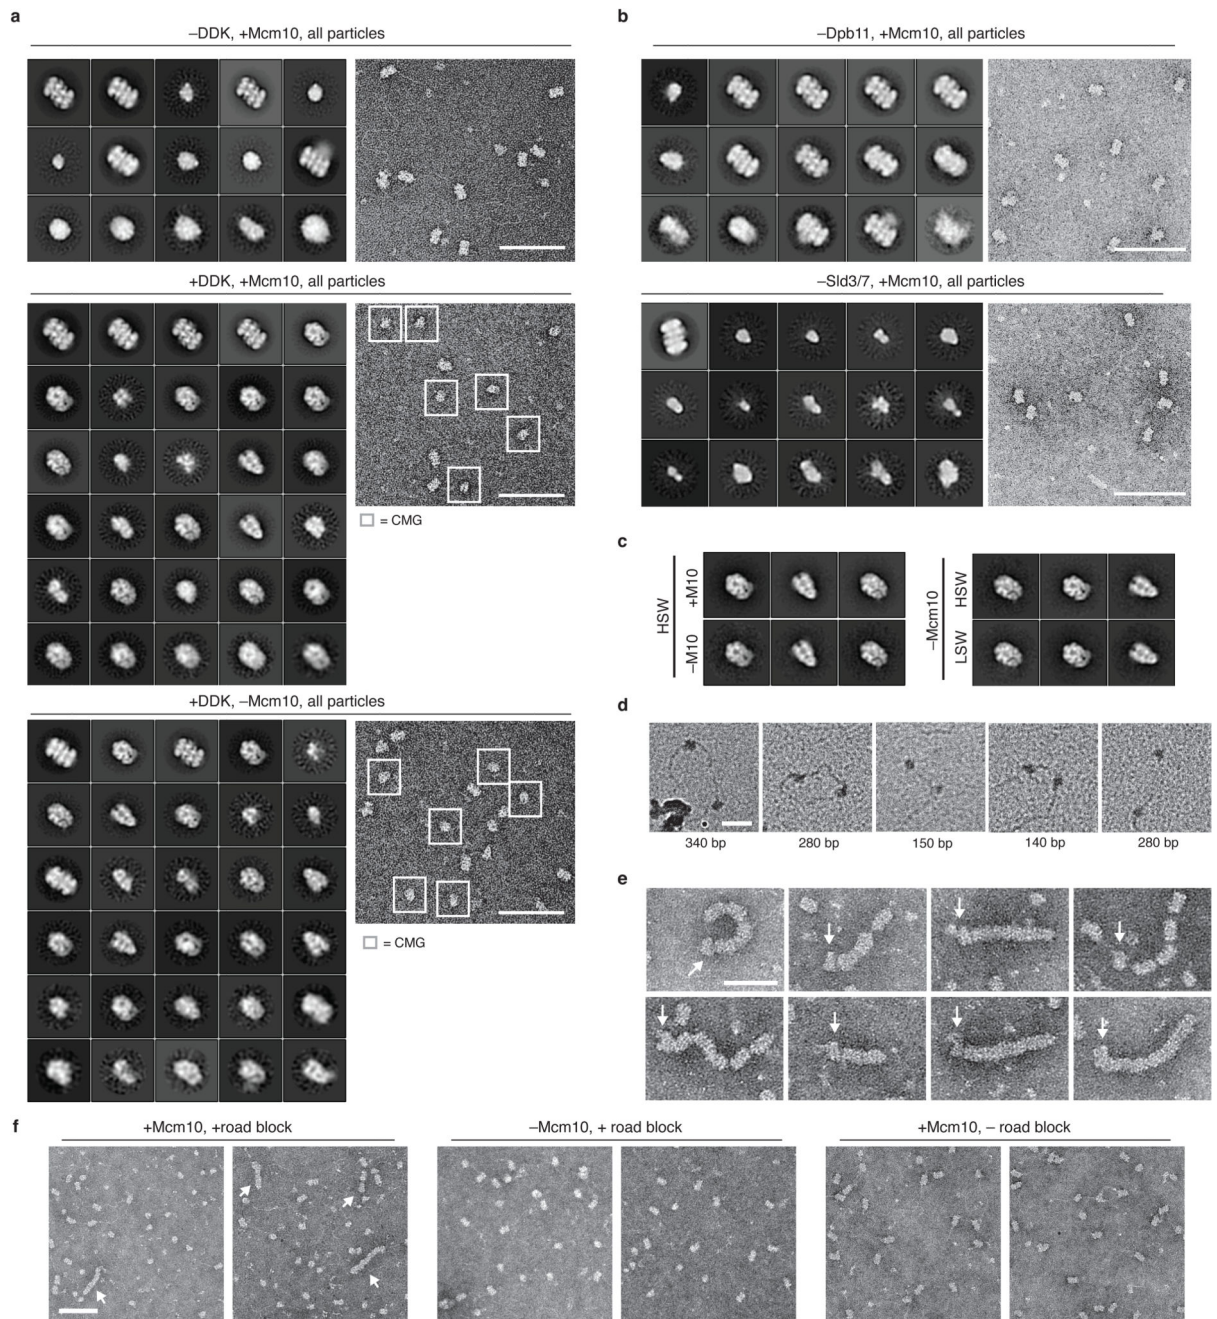 a
–DDK, +Mcm10, all particles
+DDK, +Mcm10, all particles
= CMG
+DDK, –Mcm10, all particles
= CMG
b
–Dpb11, +Mcm10, all particles
–Sld3/7, +Mcm10, all particles
c
HSW
+M10
–M10
–Mcm10
HSW
LSW
d
340 bp 280 bp 150 bp 140 bp 280 bp
e
f
+Mcm10, +road block –Mcm10, + road block +Mcm10, – road block